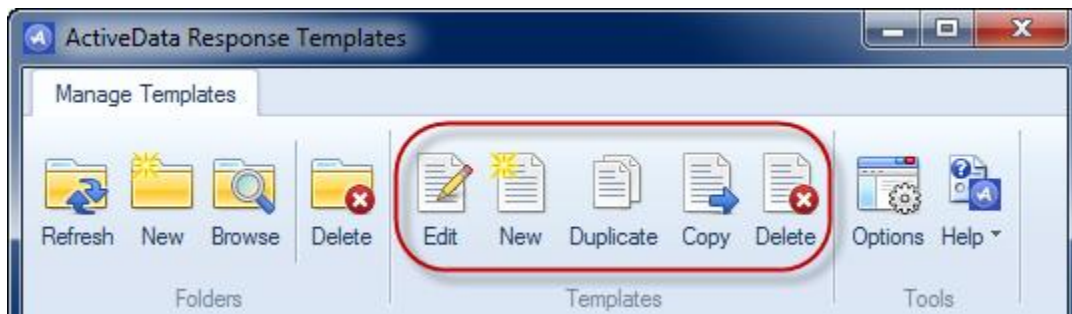 ActiveData Response Templates
Manage Templates
Refresh New Browse Delete Edit New Duplicate Copy Delete Options Help
Folders Templates Tools